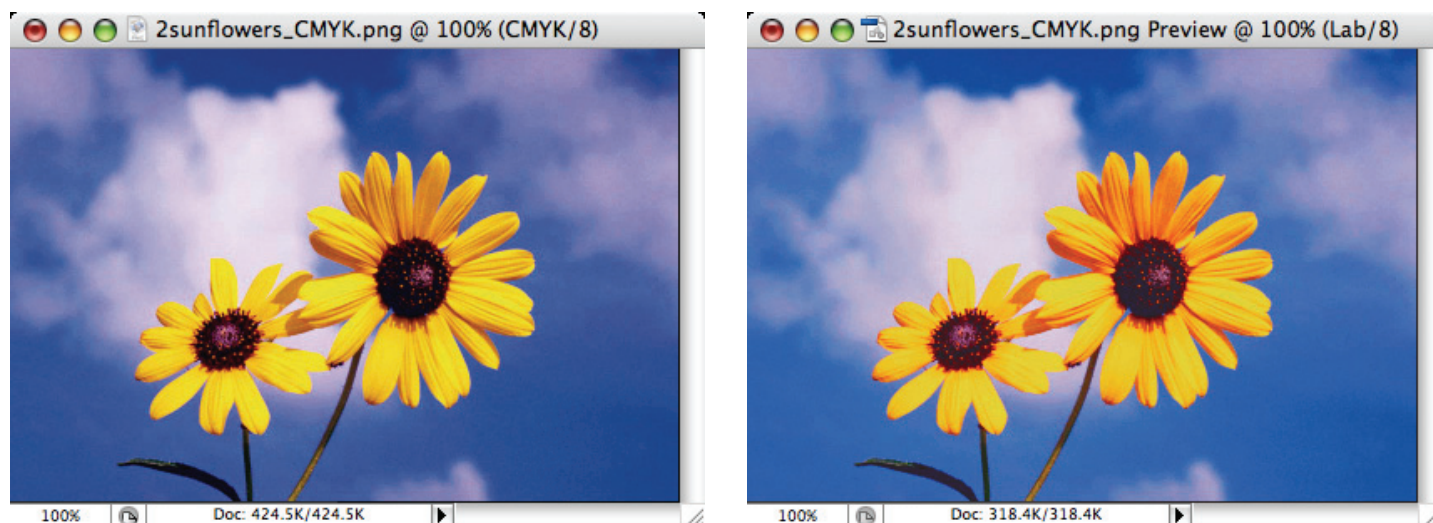 2sunflowers_CMYK.png @ 100% (CMYK/8)
100% Doc: 424.5K/424.5K
2sunflowers_CMYK.png Preview @ 100% (Lab/8)
100% Doc: 318.4K/318.4K